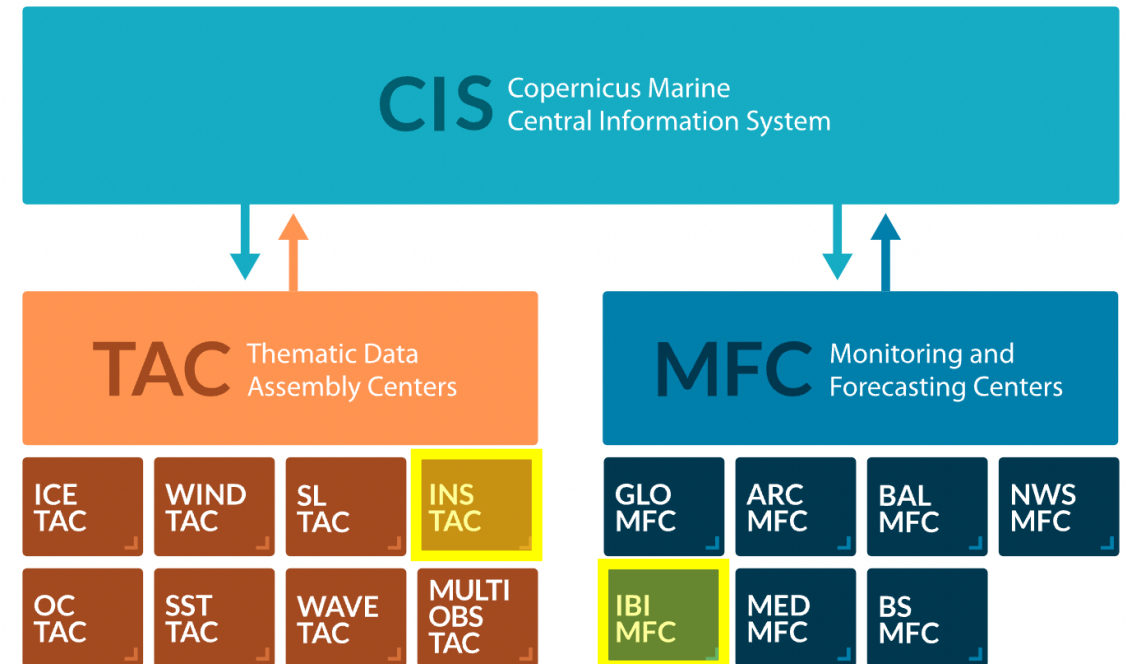 CIS
Copernicus Marine
Central Information System
TAC
Thematic Data
Assembly Centers
MFC
Monitoring and
Forecasting Centers
ICE
TAC
WIND
TAC
SL
TAC
INS
TAC
GLO
MFC
ARC
MFC
BAL
MFC
NWS
MFC
OC
TAC
SST
TAC
WAVE
TAC
MULTI
OBS
TAC
IBI
MFC
MED
MFC
BS
MFC